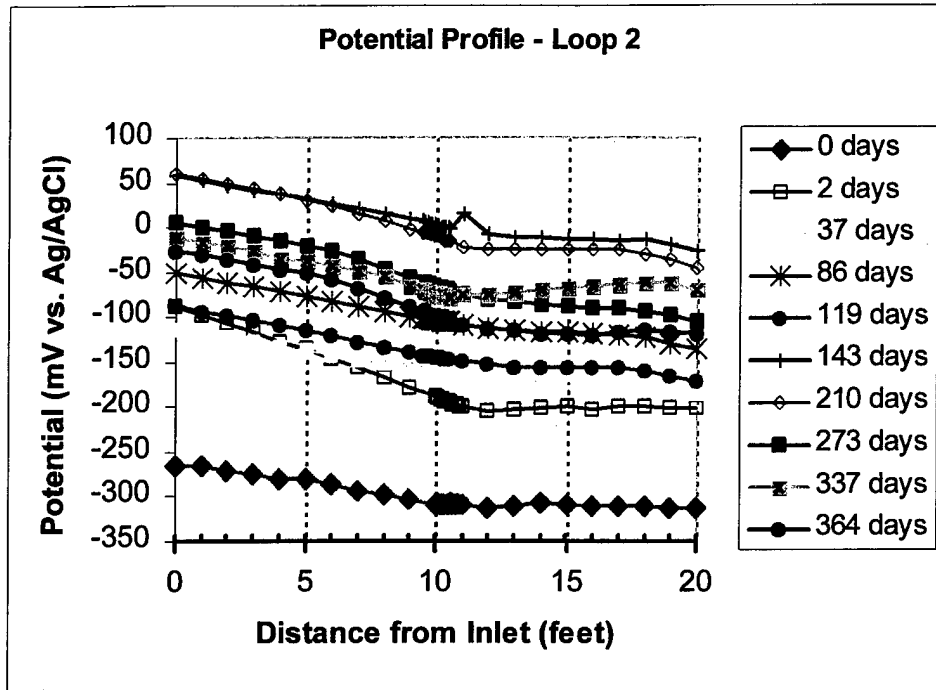 Potential Profile - Loop 2
Potential (mV vs. Ag/AgCl)
100
50
0
-50
-100
-150
-200
-250
-300
-350
0 5 10 15 20
Distance from Inlet (feet)
0 days
2 days
37 days
86 days
119 days
143 days
210 days
273 days
337 days
364 days